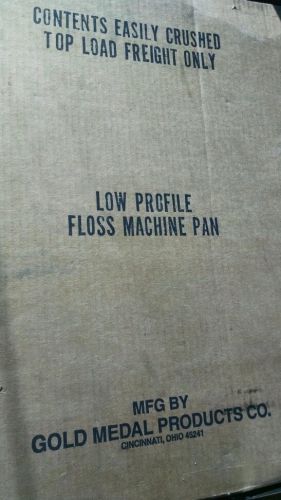 CONTENTS EASILY CRUSHED
TOP LOAD FREIGHT ONLY
LOW PROFILE
FLOSS MACHINE PAN
MFG BY
GOLD MEDAL PRODUCTS CO.
CINCINNATI, OHIO 45241